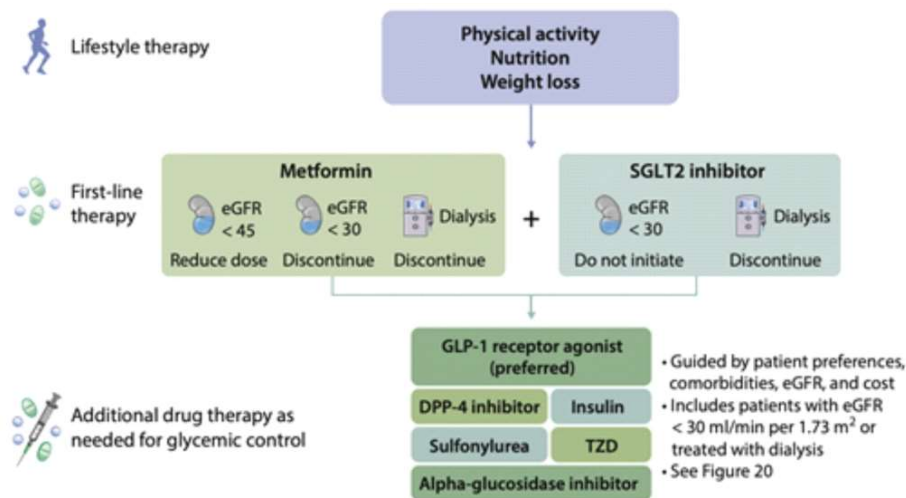 Lifestyle therapy
Physical activity
Nutrition
Weight loss
First-line
therapy
Metformin
eGFR
< 45
Reduce dose
eGFR
< 30
Discontinue
Dialysis
Discontinue
+
SGLT2 inhibitor
eGFR
< 30
Do not initiate
Dialysis
Discontinue
Additional drug therapy as
needed for glycemic control
GLP-1 receptor agonist
(preferred)
DPP-4 inhibitor
Insulin
Sulfonylurea
TZD
Alpha-glucosidase inhibitor
• Guided by patient preferences,
comorbidities, eGFR, and cost
• Includes patients with eGFR
< 30 ml/min per 1.73 m² or
treated with dialysis
• See Figure 20